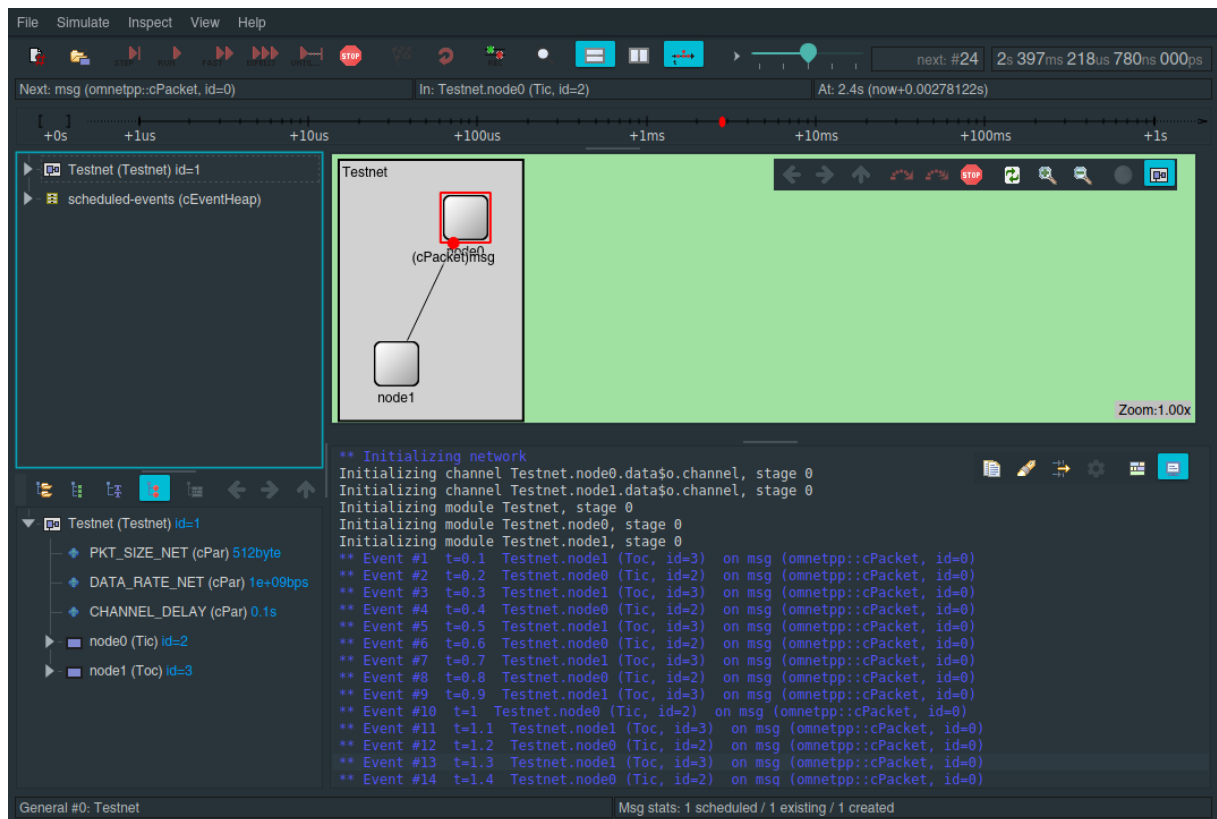 File Simulate Inspect View Help
STEP RUN FAST EXPRESS UNTIL... STOP
next: #24 2s 397ms 218us 780ns 000ps
Next: msg (omnetpp::cPacket, id=0) In: Testnet.node0 (Tic, id=2) At: 2.4s (now+0.00278122s)
+0s +1us +10us +100us +1ms +10ms +100ms +1s
Testnet (Testnet) id=1
scheduled-events (cEventHeap)
Testnet
STOP
node0
(cPacket)msg
node1
Zoom:1.00x
Testnet (Testnet) id=1
PKT_SIZE_NET (cPar) 512byte
DATA_RATE_NET (cPar) 1e+09bps
CHANNEL_DELAY (cPar) 0.1s
node0 (Tic) id=2
node1 (Toc) id=3
** Initializing network
Initializing channel Testnet.node0.data$o.channel, stage 0
Initializing channel Testnet.node1.data$o.channel, stage 0
Initializing module Testnet, stage 0
Initializing module Testnet.node0, stage 0
Initializing module Testnet.node1, stage 0
** Event #1 t=0.1 Testnet.node1 (Toc, id=3) on msg (omnetpp::cPacket, id=0)
** Event #2 t=0.2 Testnet.node0 (Tic, id=2) on msg (omnetpp::cPacket, id=0)
** Event #3 t=0.3 Testnet.node1 (Toc, id=3) on msg (omnetpp::cPacket, id=0)
** Event #4 t=0.4 Testnet.node0 (Tic, id=2) on msg (omnetpp::cPacket, id=0)
** Event #5 t=0.5 Testnet.node1 (Toc, id=3) on msg (omnetpp::cPacket, id=0)
** Event #6 t=0.6 Testnet.node0 (Tic, id=2) on msg (omnetpp::cPacket, id=0)
** Event #7 t=0.7 Testnet.node1 (Toc, id=3) on msg (omnetpp::cPacket, id=0)
** Event #8 t=0.8 Testnet.node0 (Tic, id=2) on msg (omnetpp::cPacket, id=0)
** Event #9 t=0.9 Testnet.node1 (Toc, id=3) on msg (omnetpp::cPacket, id=0)
** Event #10 t=1 Testnet.node0 (Tic, id=2) on msg (omnetpp::cPacket, id=0)
** Event #11 t=1.1 Testnet.node1 (Toc, id=3) on msg (omnetpp::cPacket, id=0)
** Event #12 t=1.2 Testnet.node0 (Tic, id=2) on msg (omnetpp::cPacket, id=0)
** Event #13 t=1.3 Testnet.node1 (Toc, id=3) on msg (omnetpp::cPacket, id=0)
** Event #14 t=1.4 Testnet.node0 (Tic, id=2) on msg (omnetpp::cPacket, id=0)
General #0: Testnet
Msg stats: 1 scheduled / 1 existing / 1 created